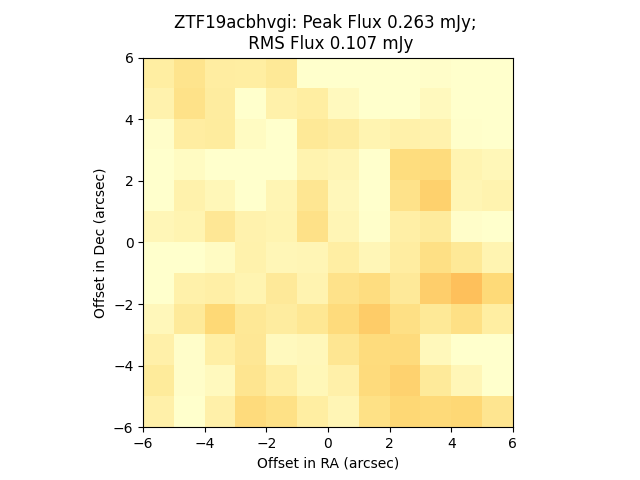 ZTF19acbhvgi: Peak Flux 0.263 mJy;
RMS Flux 0.107 mJy
6
4
2
0
−2
−4
−6
Offset in Dec (arcsec)
−6 −4 −2 0 2 4 6
Offset in RA (arcsec)